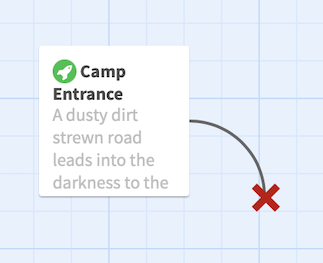 Camp
Entrance
A dusty dirt
strewn road
leads into the
darkness to the